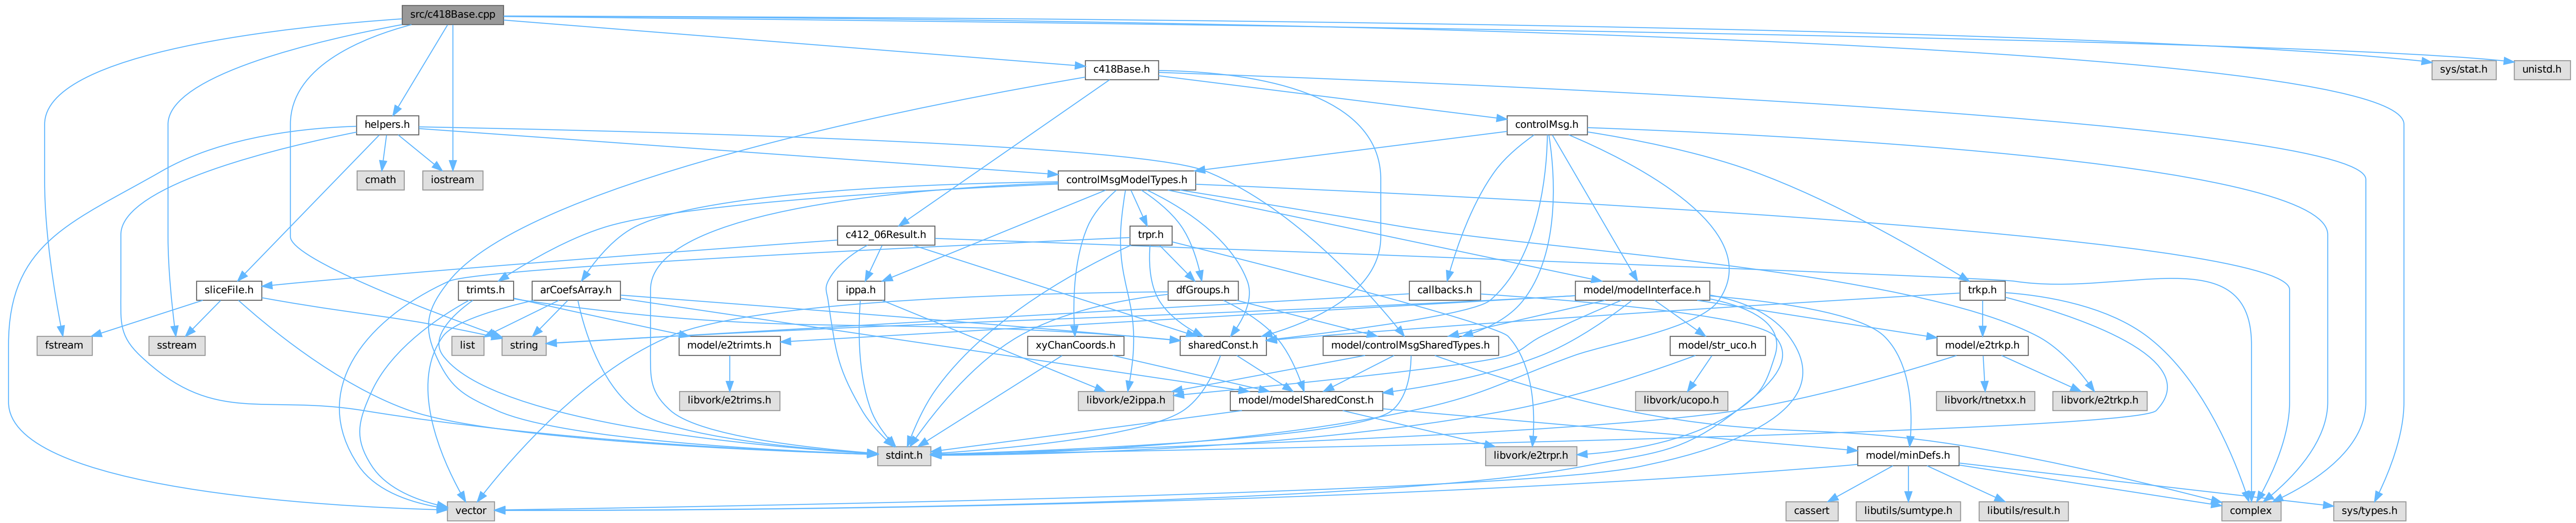 src/c418Base.cpp
c418Base.h
sys/stat.h
unistd.h
helpers.h
controlMsg.h
cmath
iostream
controlMsgModelTypes.h
c412_06Result.h
trpr.h
sliceFile.h
trimts.h
arCoefsArray.h
ippa.h
dfGroups.h
callbacks.h
model/modelInterface.h
trkp.h
fstream
sstream
list
string
model/e2trimts.h
xyChanCoords.h
sharedConst.h
model/controlMsgSharedTypes.h
model/str_uco.h
model/e2trkp.h
libvork/e2trims.h
libvork/e2ippa.h
model/modelSharedConst.h
libvork/ucopo.h
libvork/rtnetxx.h
libvork/e2trkp.h
stdint.h
libvork/e2trpr.h
model/minDefs.h
vector
cassert
libutils/sumtype.h
libutils/result.h
complex
sys/types.h